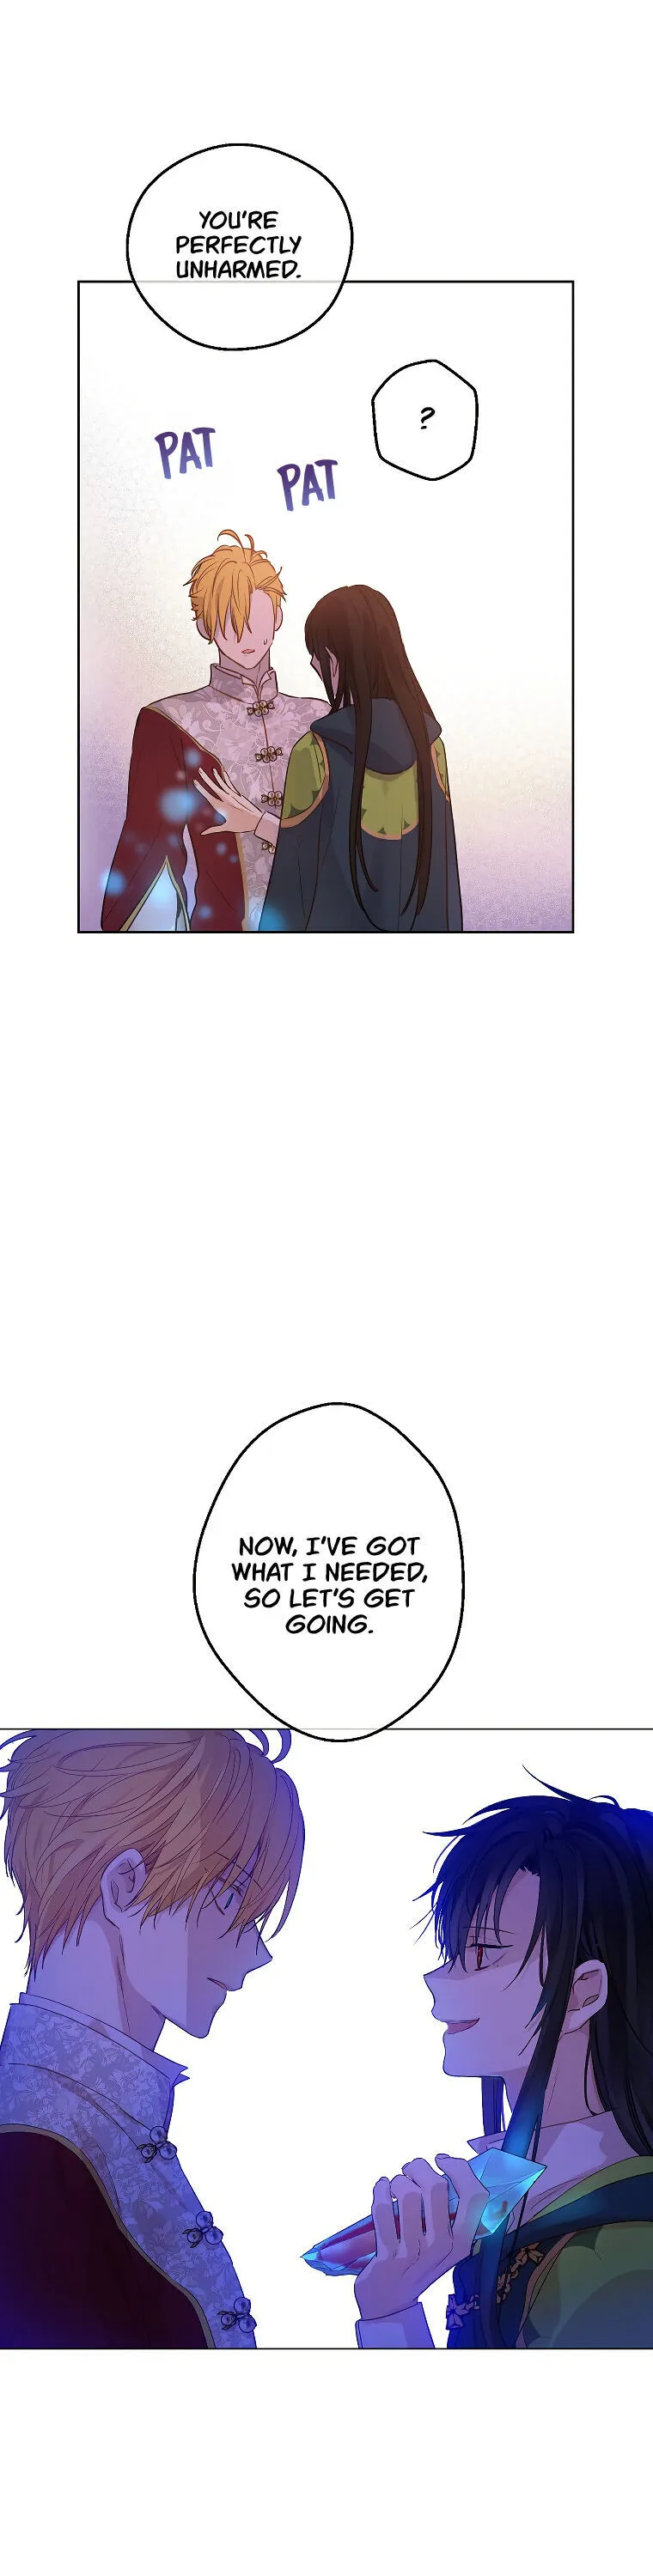 YOU'RE
PERFECTLY
UNHARMED.
?
PAT
PAT
NOW, I'VE GOT
WHAT I NEEDED,
SO LET'S GET
GOING.